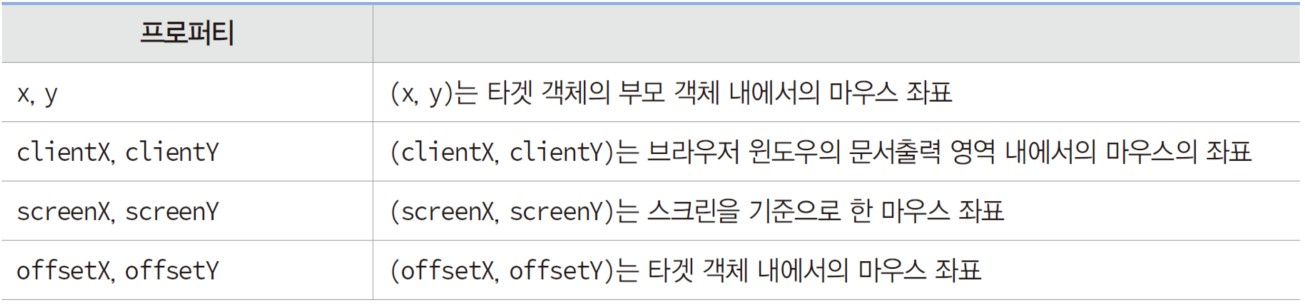 프로퍼티
x, y (x, y)는 타겟 객체의 부모 객체 내에서의 마우스 좌표
clientX, clientY (clientX, clientY)는 브라우저 윈도우의 문서출력 영역 내에서의 마우스의 좌표
screenX, screenY (screenX, screenY)는 스크린을 기준으로 한 마우스 좌표
offsetX, offsetY (offsetX, offsetY)는 타겟 객체 내에서의 마우스 좌표